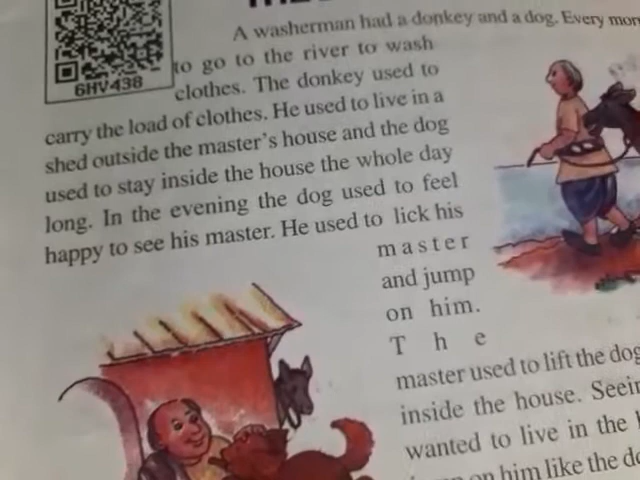 A washerman had a donkey and a dog. Every
to go to the river to wash
clothes. The donkey used to
6HV438
carry the load of clothes. He used to live in a
shed outside the master's house and the dog
used to stay inside the house the whole day
long. In the evening the dog used to feel
happy to see his master. He used to lick his
master
and jump
on him.
The
master used to lift the dog
inside the house.
wanted to live in the
on him like the